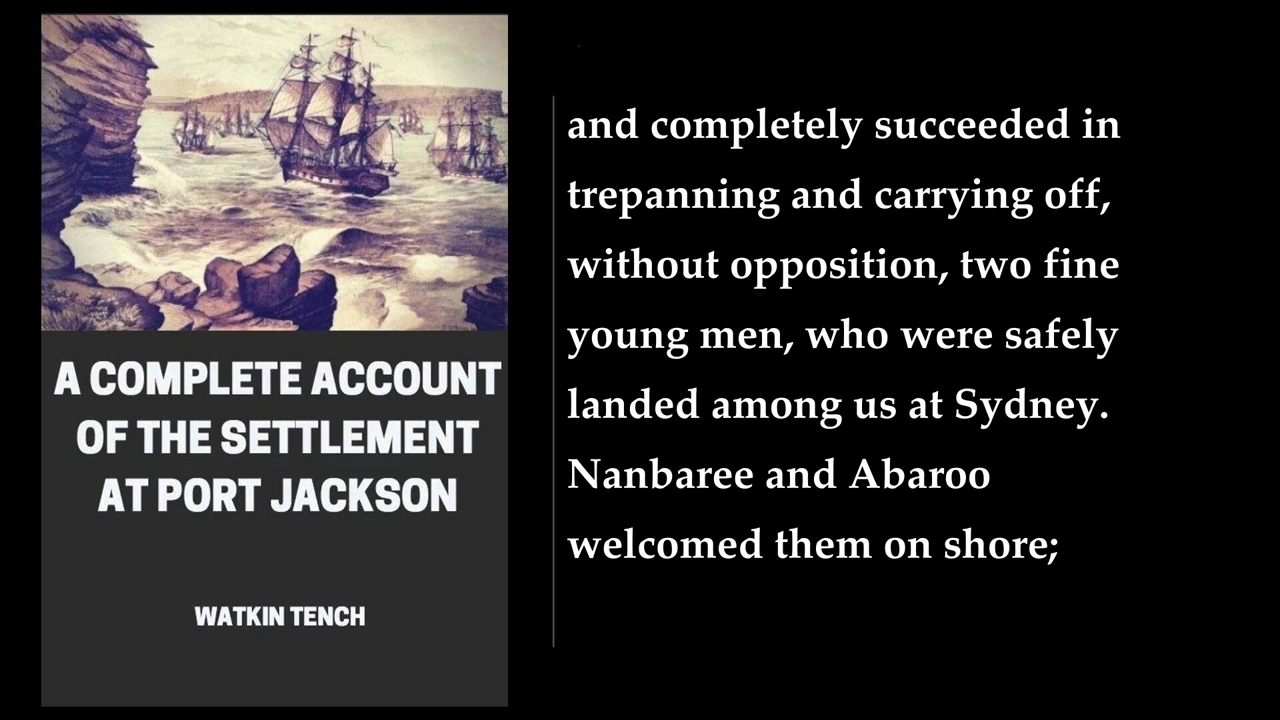 A COMPLETE ACCOUNT
OF THE SETTLEMENT
AT PORT JACKSON
WATKIN TENCH
and completely succeeded in
trepanning and carrying off,
without opposition, two fine
young men, who were safely
landed among us at Sydney.
Nanbaree and Abaroo
welcomed them on shore;